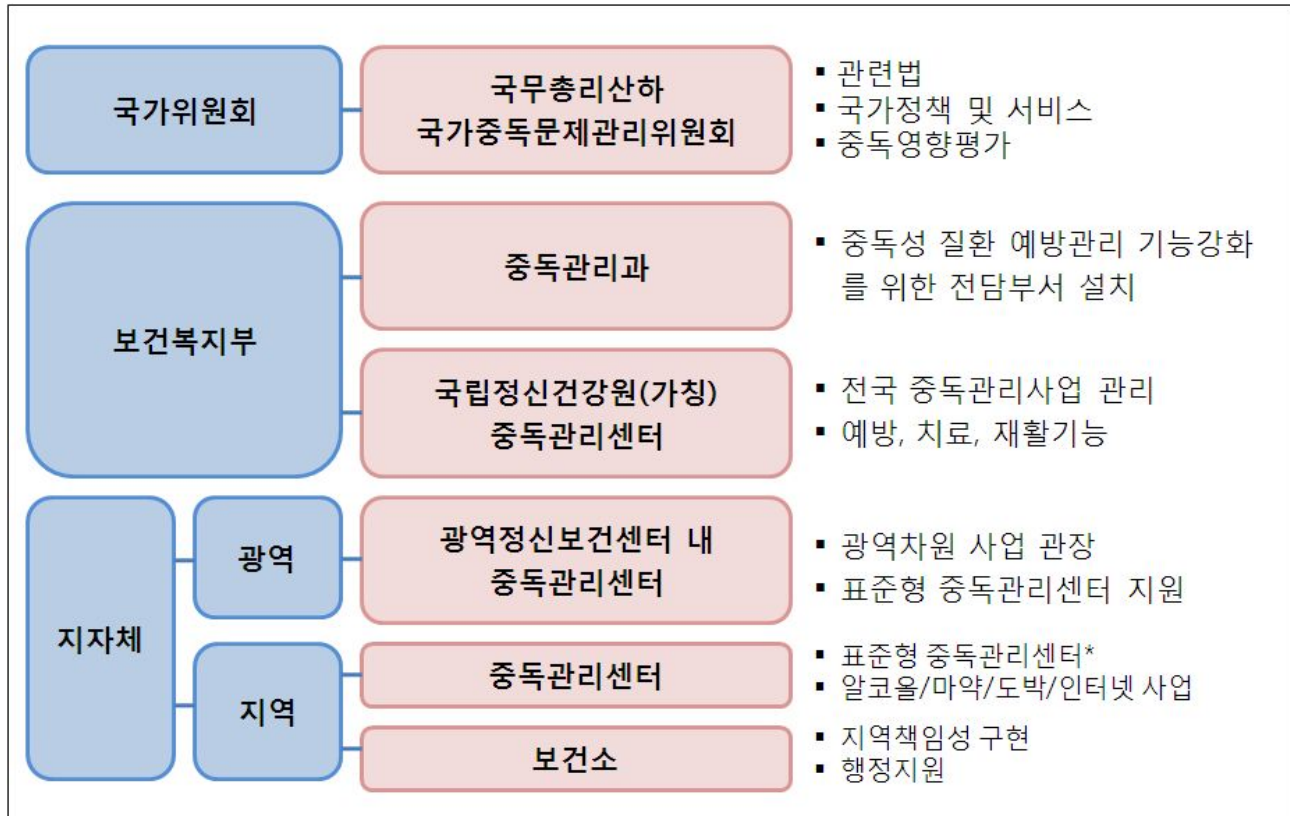 국가위원회
국무총리산하
국가중독문제관리위원회
▪ 관련법
▪ 국가정책 및 서비스
▪ 중독영향평가
보건복지부
중독관리과
▪ 중독성 질환 예방관리 기능강화
를 위한 전담부서 설치
국립정신건강원(가칭)
중독관리센터
▪ 전국 중독관리사업 관리
▪ 예방, 치료, 재활기능
지자체
광역
광역정신보건센터 내
중독관리센터
▪ 광역차원 사업 관장
▪ 표준형 중독관리센터 지원
지역
중독관리센터
▪ 표준형 중독관리센터*
▪ 알코올/마약/도박/인터넷 사업
보건소
▪ 지역책임성 구현
▪ 행정지원